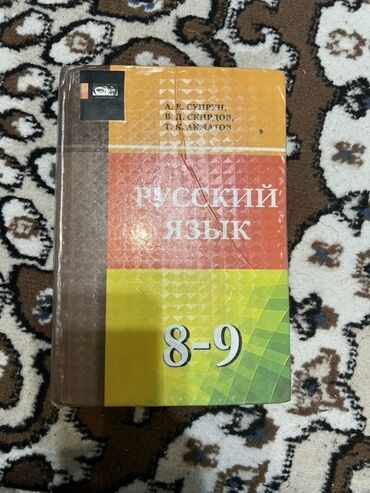 А. Е. СУПРУН,
В. Д. СКИРДОВ,
Т. К. АКМАТОВ
РУССКИЙ
ЯЗЫК
8-9